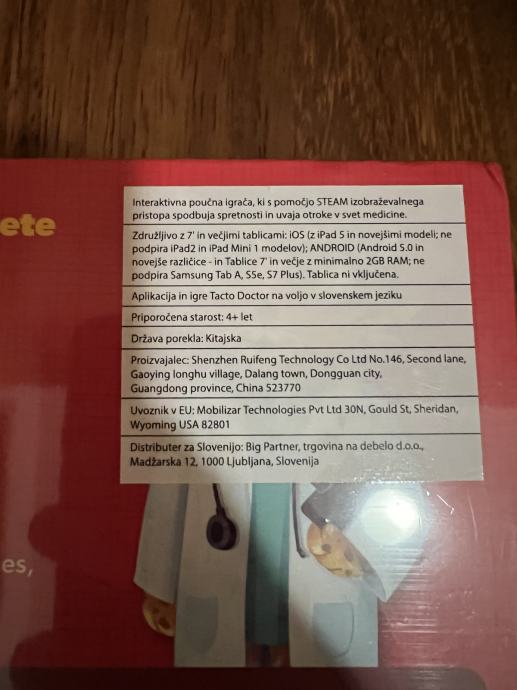 ete
Interaktivna poučna igrača, ki s pomočjo STEAM izobraževalnega
pristopa spodbuja spretnosti in uvaja otroke v svet medicine.
Združljivo z 7' in večjimi tablicami: iOS (z iPad 5 in novejšimi modeli; ne
podpira iPad2 in iPad Mini 1 modelov); ANDROID (Android 5.0 in
novejše različice - in Tablice 7' in večje z minimalno 2GB RAM; ne
podpira Samsung Tab A, S5e, S7 Plus). Tablica ni vključena.
Aplikacija in igre Tacto Doctor na voljo v slovenskem jeziku
Priporočena starost: 4+ let
Država porekla: Kitajska
Proizvajalec: Shenzhen Ruifeng Technology Co Ltd No.146, Second lane,
Gaoying longhu village, Dalang town, Dongguan city,
Guangdong province, China 523770
Uvoznik v EU: Mobilizar Technologies Pvt Ltd 30N, Gould St, Sheridan,
Wyoming USA 82801
Distributer za Slovenijo: Big Partner, trgovina na debelo d.o.o.,
Madžarska 12, 1000 Ljubljana, Slovenija
es,